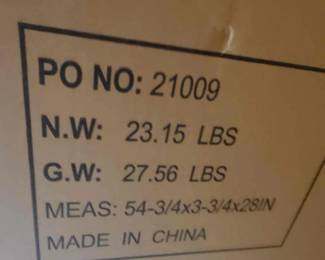 PO NO: 21009
N.W: 23.15 LBS
G.W: 27.56 LBS
MEAS: 54-3/4x3-3/4x28IN
MADE IN CHINA